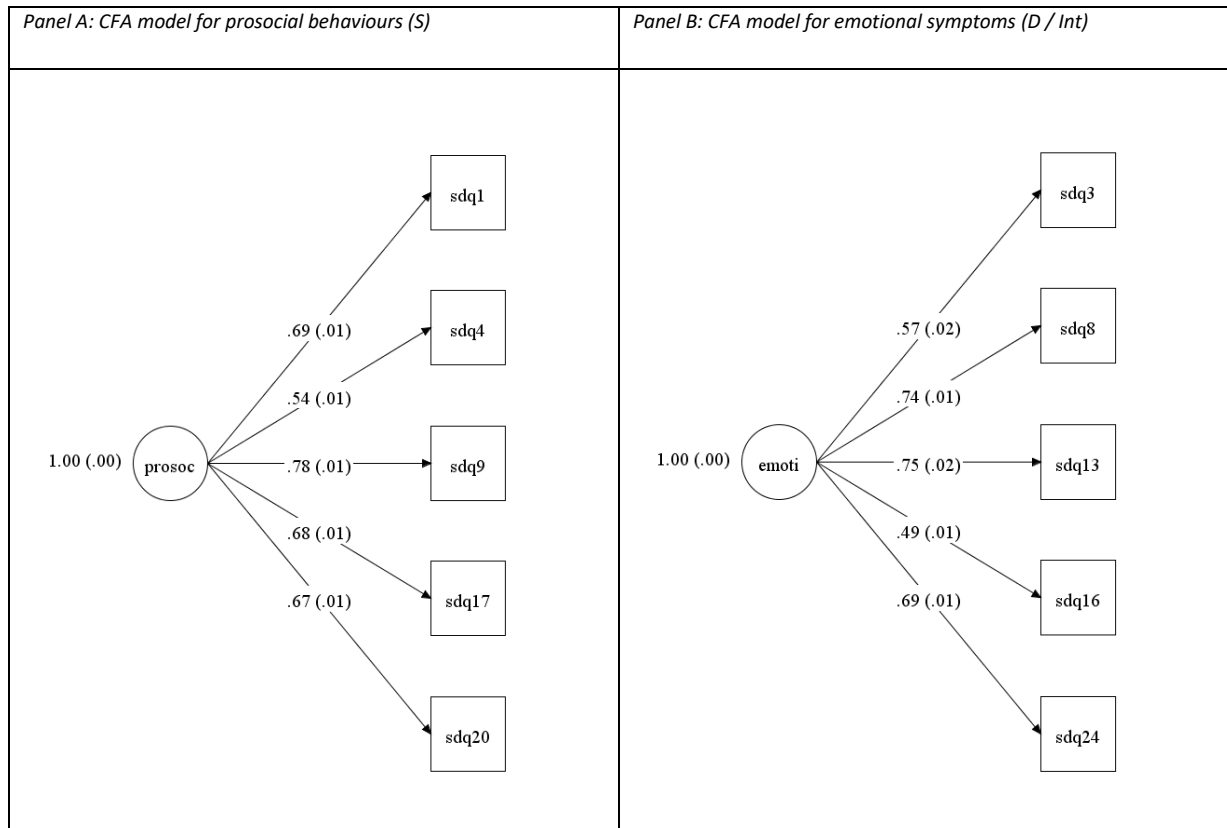 Panel A: CFA model for prosocial behaviours (S)
Panel B: CFA model for emotional symptoms (D / Int)
sdq1
.69 (.01)
sdq4
.54 (.01)
1.00 (.00)
prosoc
.78 (.01)
sdq9
.68 (.01)
sdq17
.67 (.01)
sdq20
sdq3
.57 (.02)
sdq8
.74 (.01)
1.00 (.00)
emoti
.75 (.02)
sdq13
.49 (.01)
sdq16
.69 (.01)
sdq24